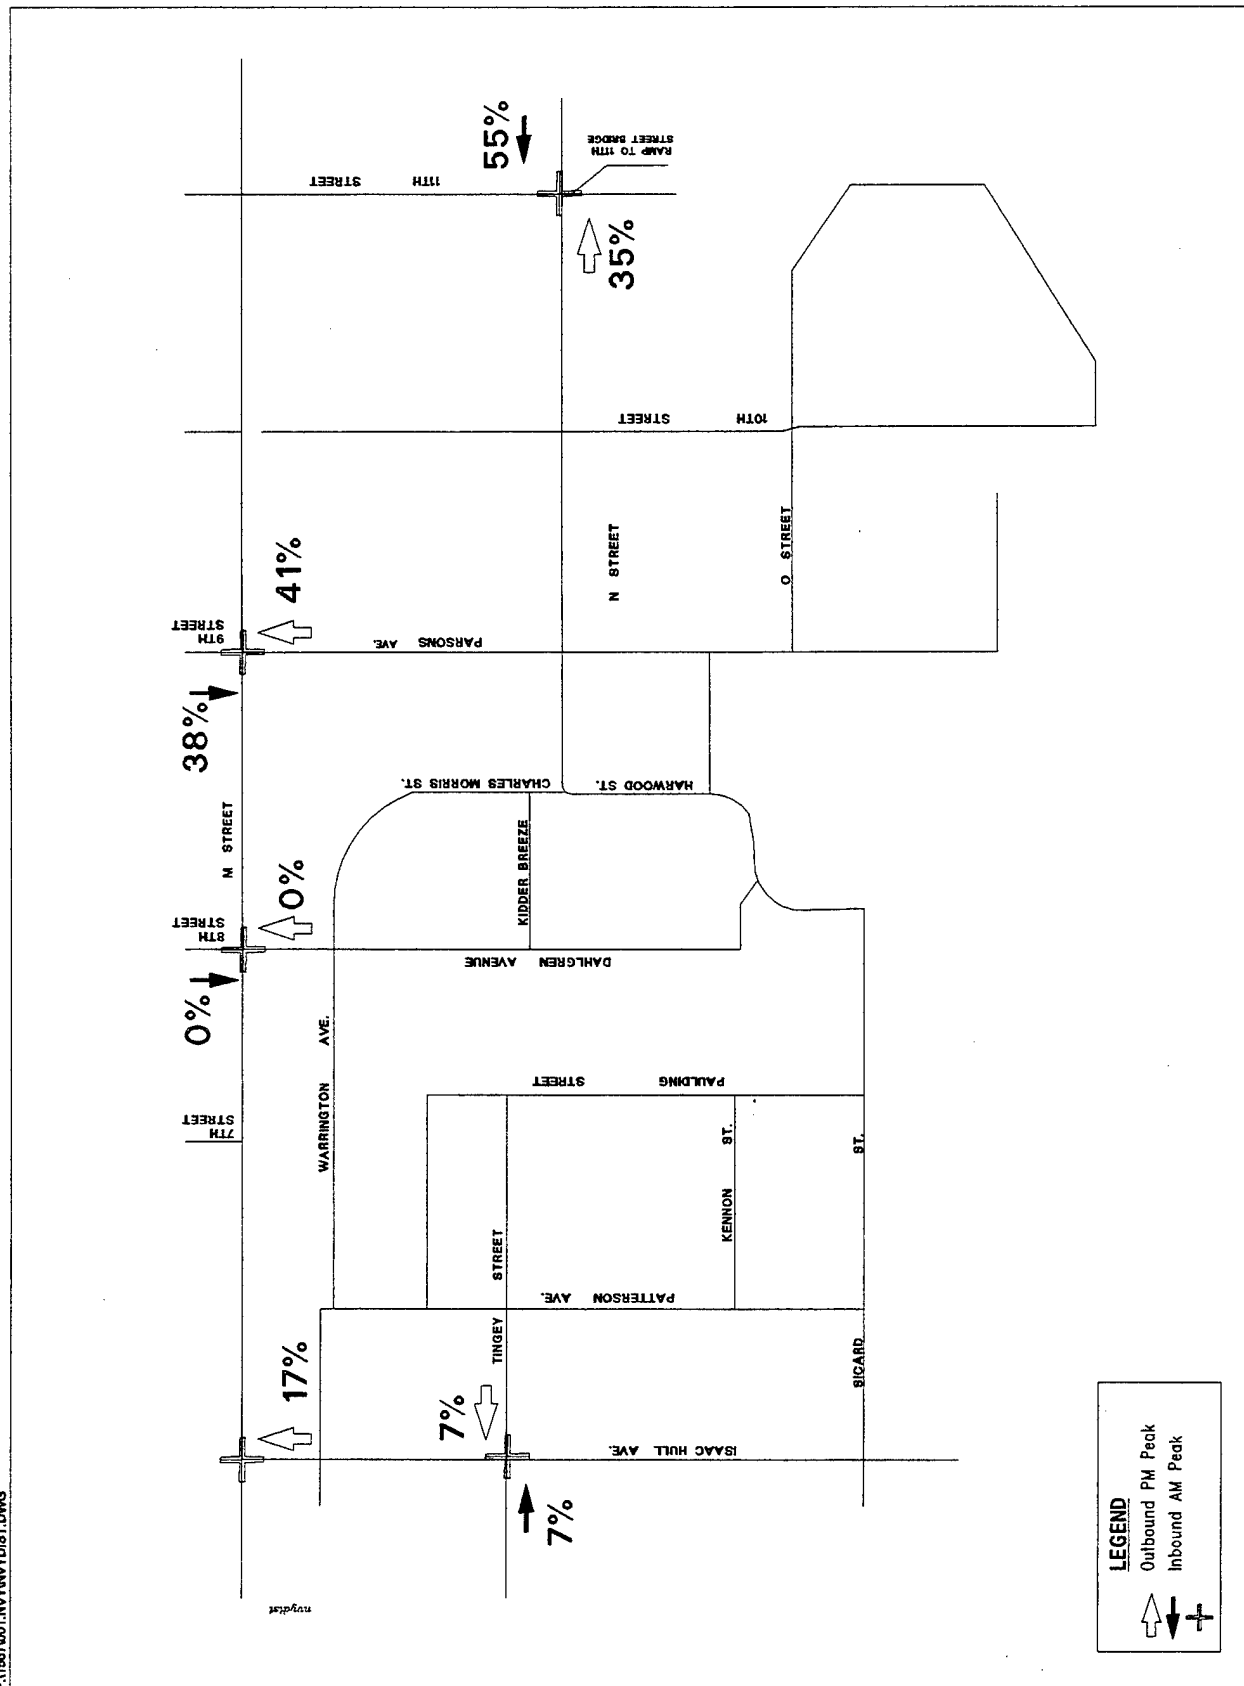 55%
RAMP TO 11TH
STREET BRIDGE
11TH STREET
35%
10TH STREET
N STREET
O STREET
41%
9TH
STREET
PARSONS AVE.
38%
M STREET
CHARLES MORRIS ST.
HARWOOD ST.
KIDDER BREEZE
0%
8TH
STREET
DAHLGREN AVENUE
0%
WARRINGTON AVE.
PAULDING STREET
7TH
STREET
KENNON ST.
TINGEY STREET
PATTERSON AVE.
SICARD ST.
17%
7%
ISAAC HULL AVE.
7%
nvydist
LEGEND
Outbound PM Peak
Inbound AM Peak